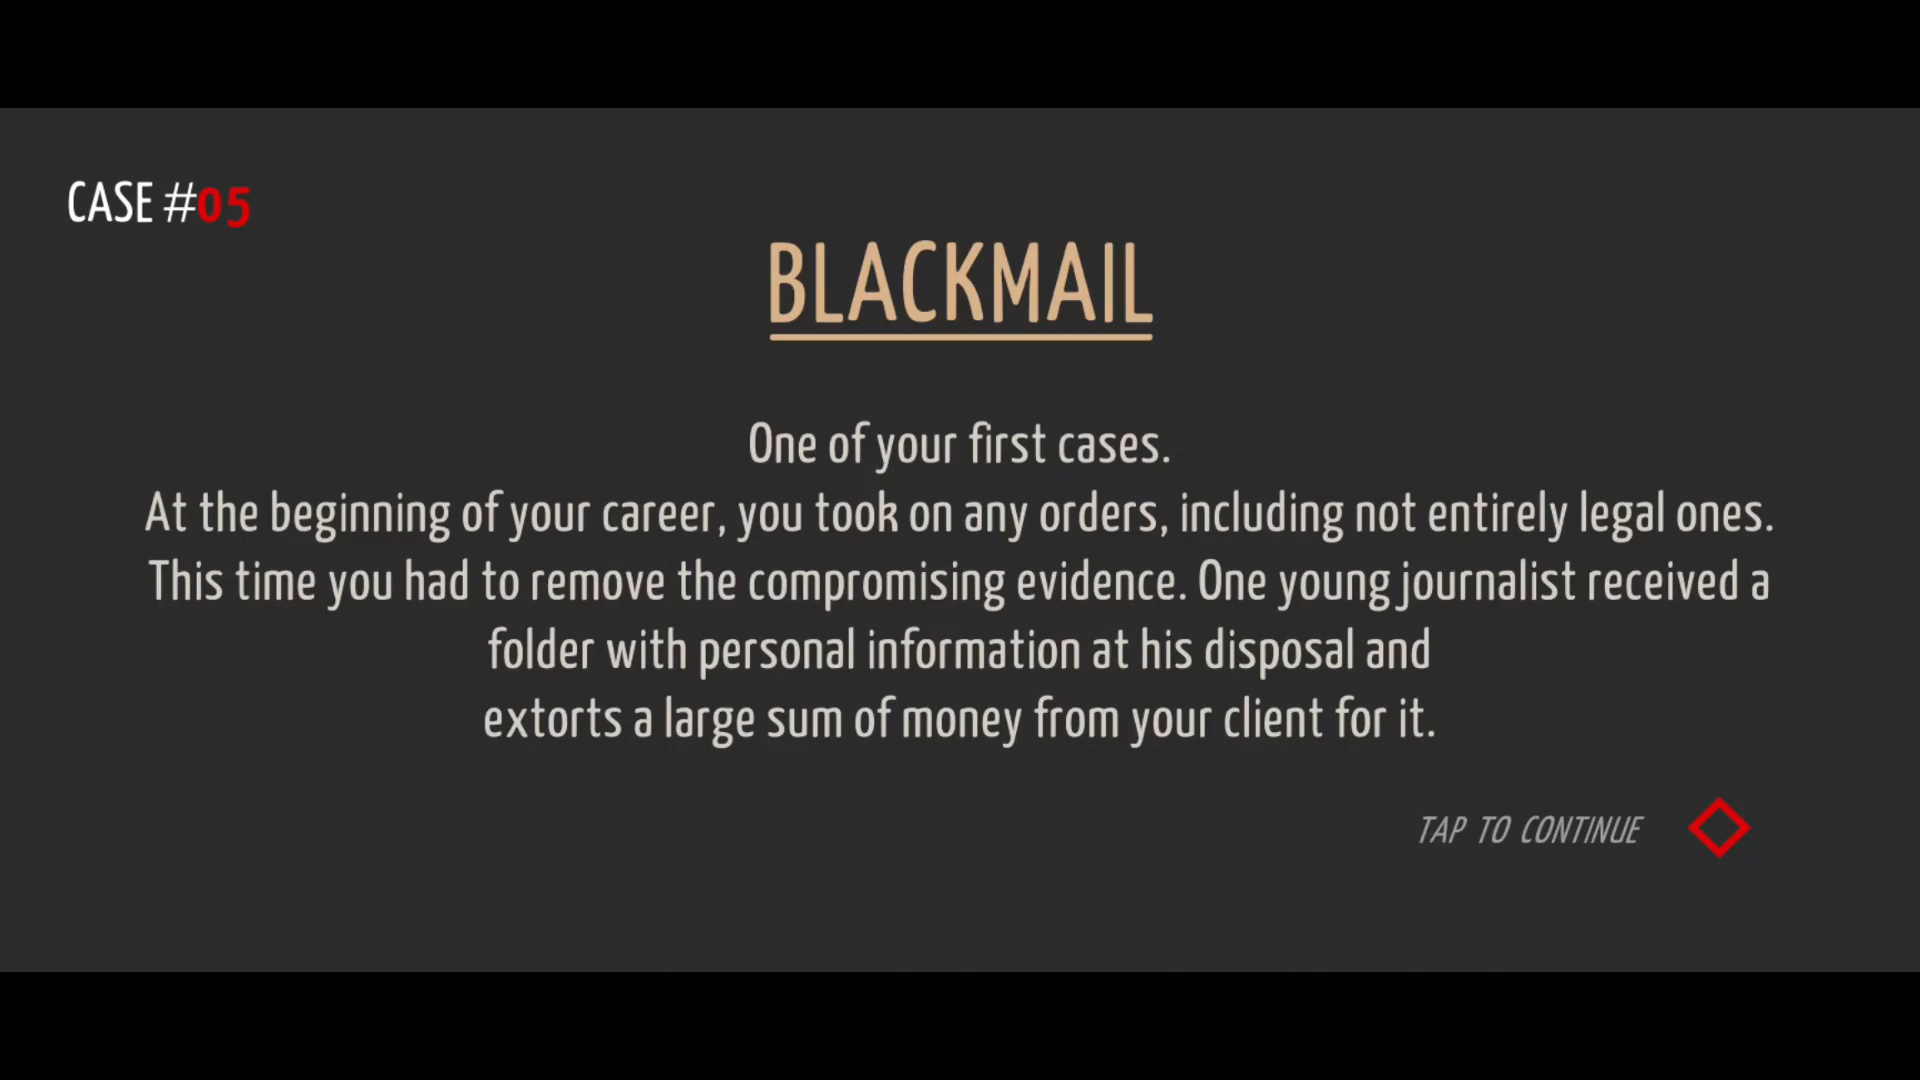 CASE #05
BLACKMAIL
One of your first cases.
At the beginning of your career, you took on any orders, including not entirely legal ones.
This time you had to remove the compromising evidence. One young journalist received a
folder with personal information at his disposal and
extorts a large sum of money from your client for it.
TAP TO CONTINUE